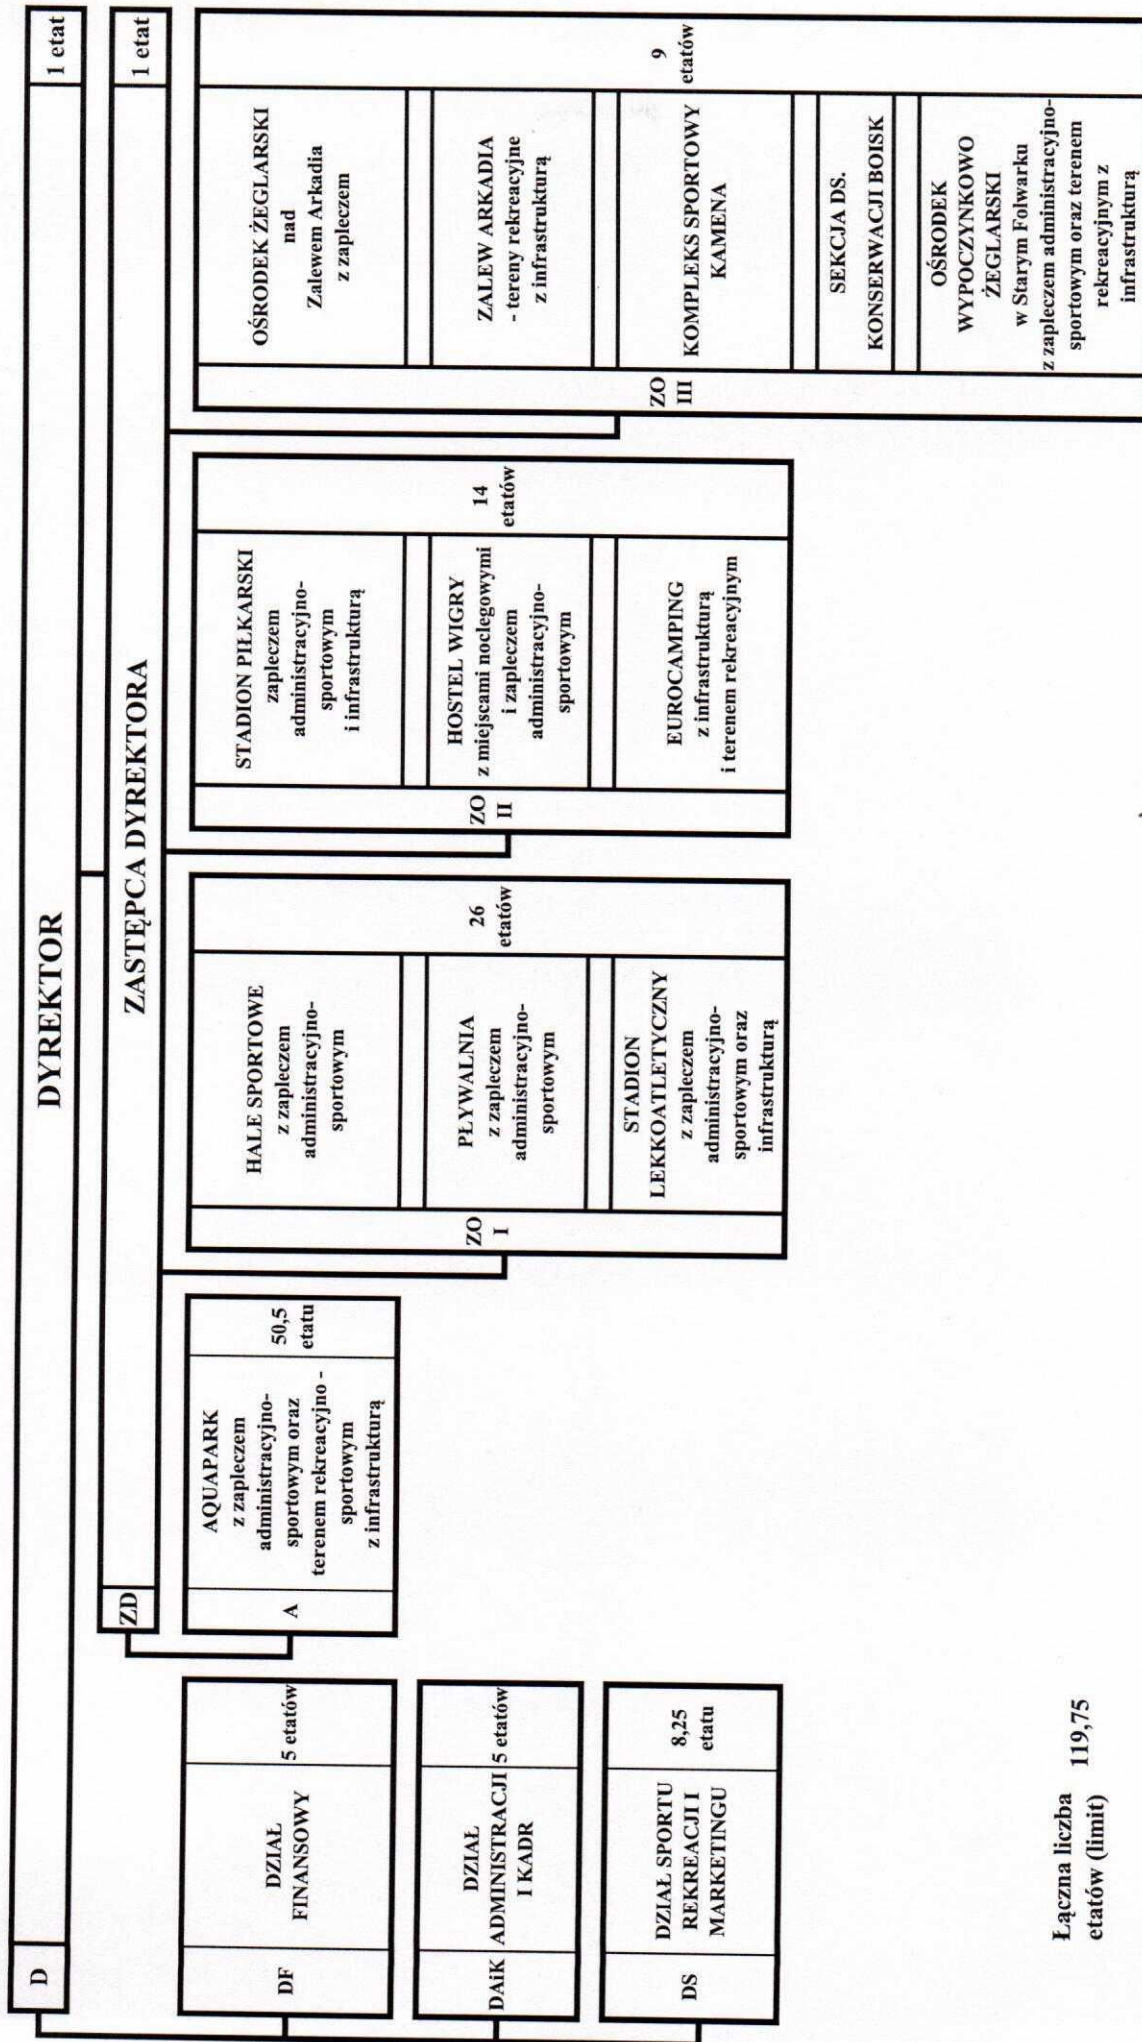 D DYREKTOR 1 etat
ZD ZASTĘPCA DYREKTORA 1 etat
DF
DZIAŁ
FINANSOWY
5 etatów
DAiK
DZIAŁ
ADMINISTRACJI
I KADR
5 etatów
DS
DZIAŁ SPORTU
REKREACJI I
MARKETINGU
8,25
etatu
A
AQUAPARK
z zapleczem
administracyjno-
sportowym oraz
terenem rekreacyjno -
sportowym
z infrastrukturą
50,5
etatu
ZO
I
HALE SPORTOWE
z zapleczem
administracyjno-
sportowym
PŁYWALNIA
z zapleczem
administracyjno-
sportowym
STADION
LEKKOATLETYCZNY
z zapleczem
administracyjno-
sportowym oraz
infrastrukturą
26
etatów
ZO
II
STADION PIŁKARSKI
zapleczem
administracyjno-
sportowym
i infrastrukturą
HOSTEL WIGRY
z miejscami noclegowymi
i zapleczem
administracyjno-
sportowym
EUROCAMPING
z infrastrukturą
i terenem rekreacyjnym
14
etatów
ZO
III
OŚRODEK ŻEGLARSKI
nad
Zalewem Arkadia
z zapleczem
ZALEW ARKADIA
- tereny rekreacyjne
z infrastrukturą
KOMPLEKS SPORTOWY
KAMENA
SEKCJA DS.
KONSERWACJI BOISK
OŚRODEK
WYPOCZYNKOWO
ŻEGLARSKI
w Starym Folwarku
z zapleczem administracyjno-
sportowym oraz terenem
rekreacyjnym z
infrastrukturą
9
etatów
Łączna liczba
etatów (limit) 119,75